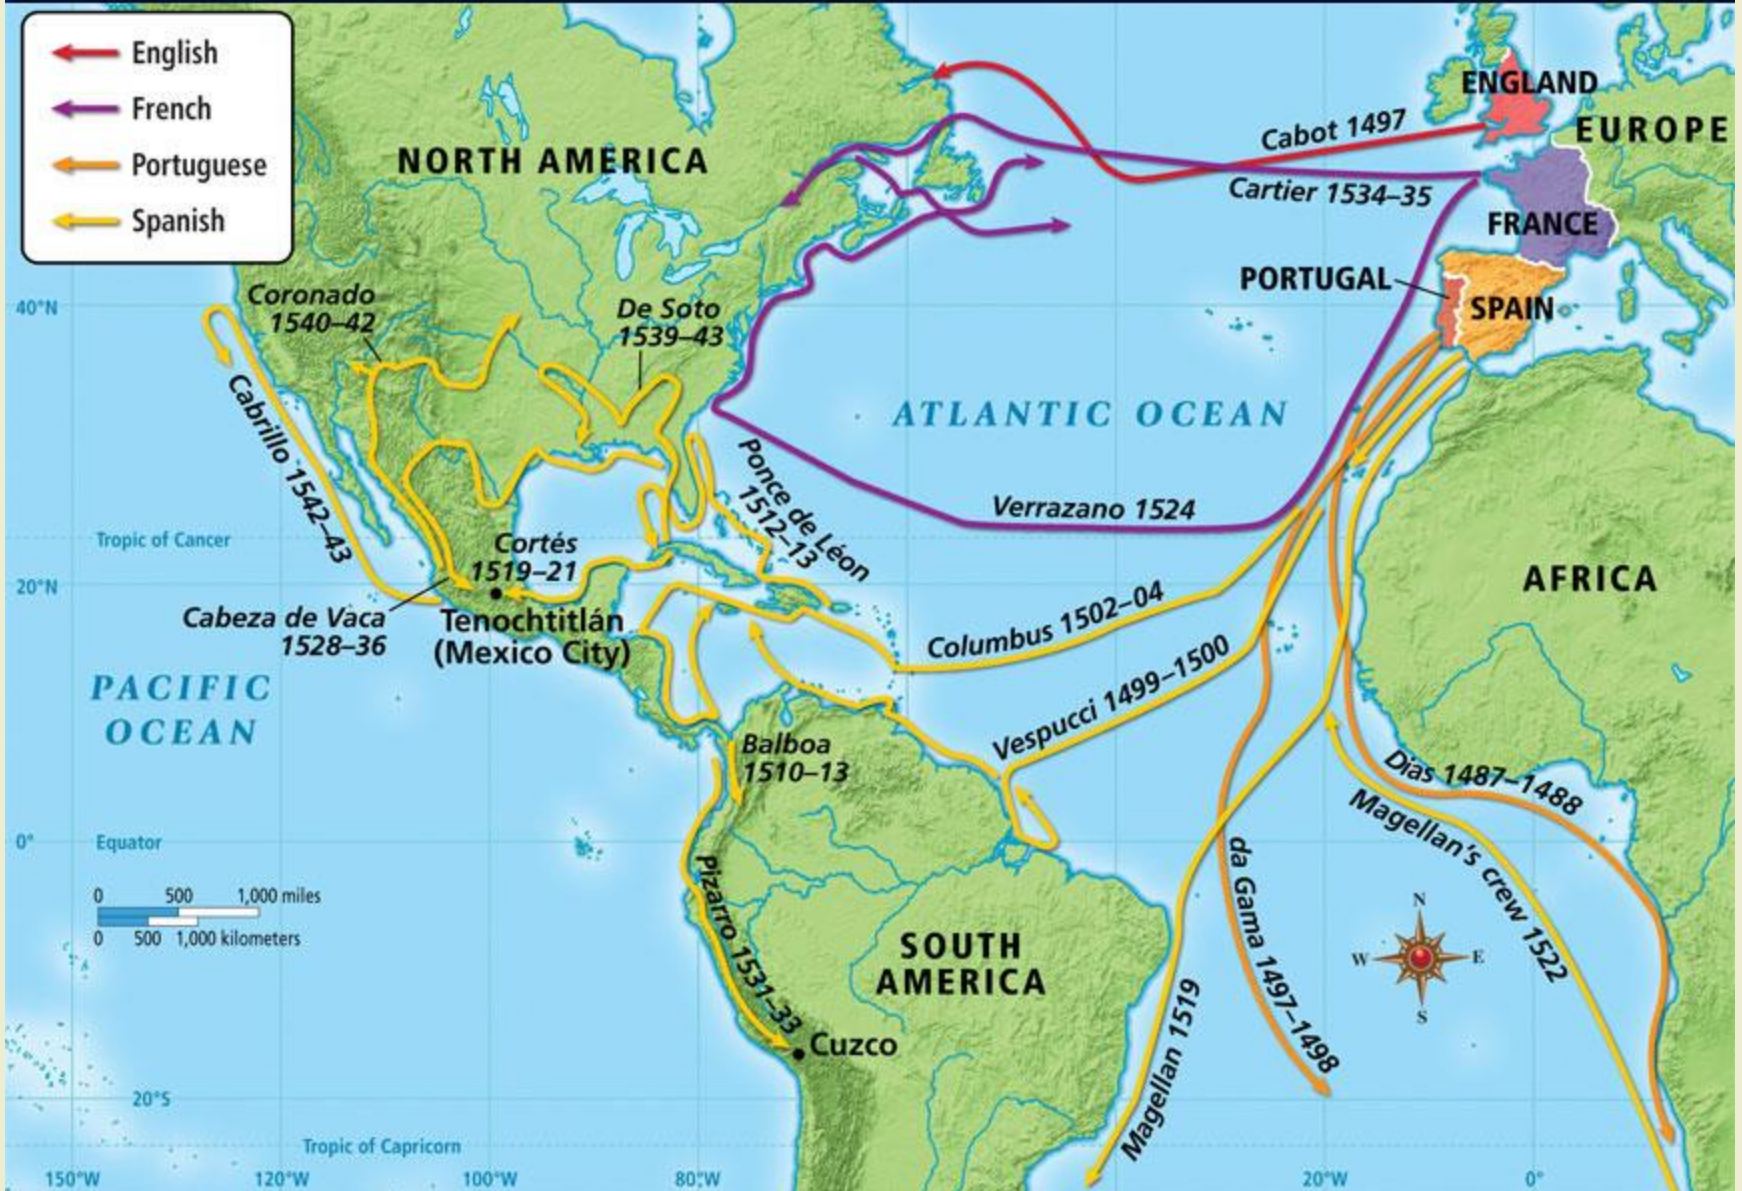 English
French
Portuguese
Spanish
NORTH AMERICA
ENGLAND
EUROPE
Cabot 1497
Cartier 1534–35
FRANCE
PORTUGAL
SPAIN
40°N
Coronado
1540–42
De Soto
1539–43
Cabrillo 1542–43
ATLANTIC OCEAN
Ponce de Léon
1512–13
Verrazano 1524
Tropic of Cancer
Cortés
1519–21
20°N
AFRICA
Cabeza de Vaca
1528–36
Tenochtitlán
(Mexico City)
Columbus 1502–04
Vespucci 1499–1500
PACIFIC
OCEAN
Balboa
1510–13
Dias 1487–1488
Magellan's crew 1522
0°
Equator
da Gama 1497–1498
Pizarro 1531–33
0 500 1,000 miles
0 500 1,000 kilometers
SOUTH
AMERICA
N
W E
S
Cuzco
Magellan 1519
20°S
Tropic of Capricorn
150°W 120°W 100°W 80°W 20°W 0°